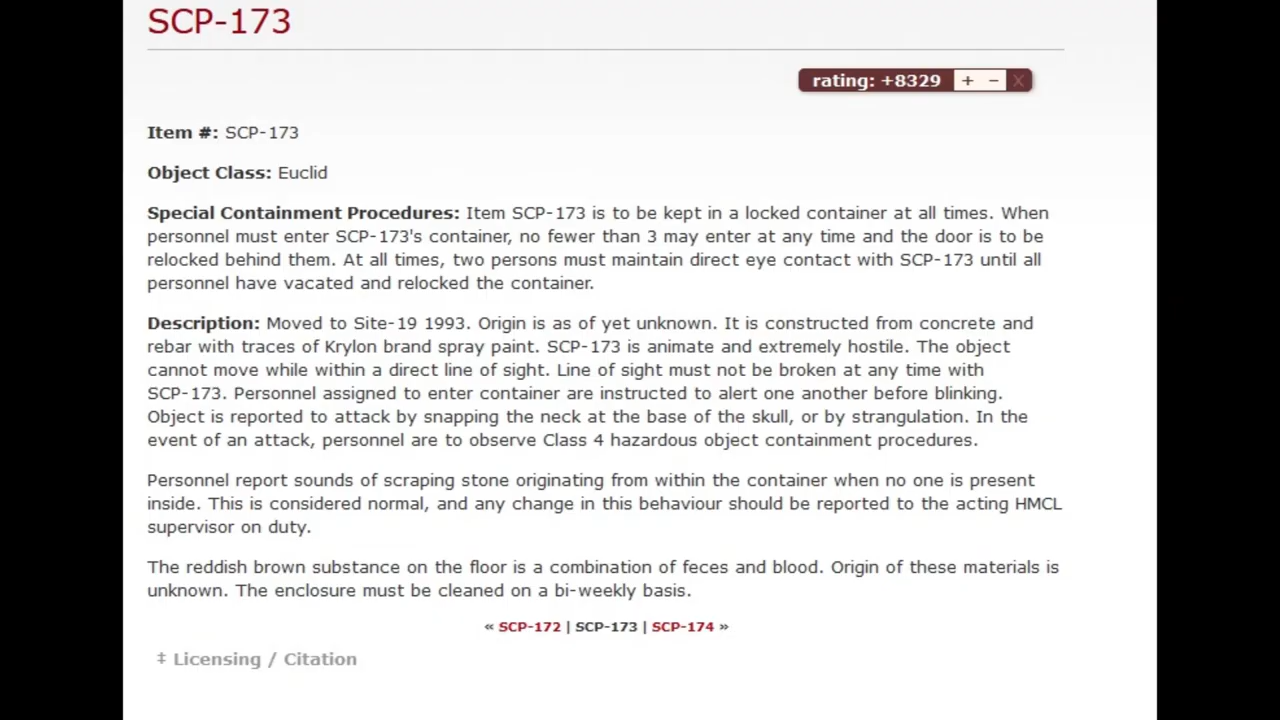 SCP-173
rating: +8329 + − X
Item #: SCP-173
Object Class: Euclid
Special Containment Procedures: Item SCP-173 is to be kept in a locked container at all times. When
personnel must enter SCP-173's container, no fewer than 3 may enter at any time and the door is to be
relocked behind them. At all times, two persons must maintain direct eye contact with SCP-173 until all
personnel have vacated and relocked the container.
Description: Moved to Site-19 1993. Origin is as of yet unknown. It is constructed from concrete and
rebar with traces of Krylon brand spray paint. SCP-173 is animate and extremely hostile. The object
cannot move while within a direct line of sight. Line of sight must not be broken at any time with
SCP-173. Personnel assigned to enter container are instructed to alert one another before blinking.
Object is reported to attack by snapping the neck at the base of the skull, or by strangulation. In the
event of an attack, personnel are to observe Class 4 hazardous object containment procedures.
Personnel report sounds of scraping stone originating from within the container when no one is present
inside. This is considered normal, and any change in this behaviour should be reported to the acting HMCL
supervisor on duty.
The reddish brown substance on the floor is a combination of feces and blood. Origin of these materials is
unknown. The enclosure must be cleaned on a bi-weekly basis.
« SCP-172 | SCP-173 | SCP-174 »
‡ Licensing / Citation